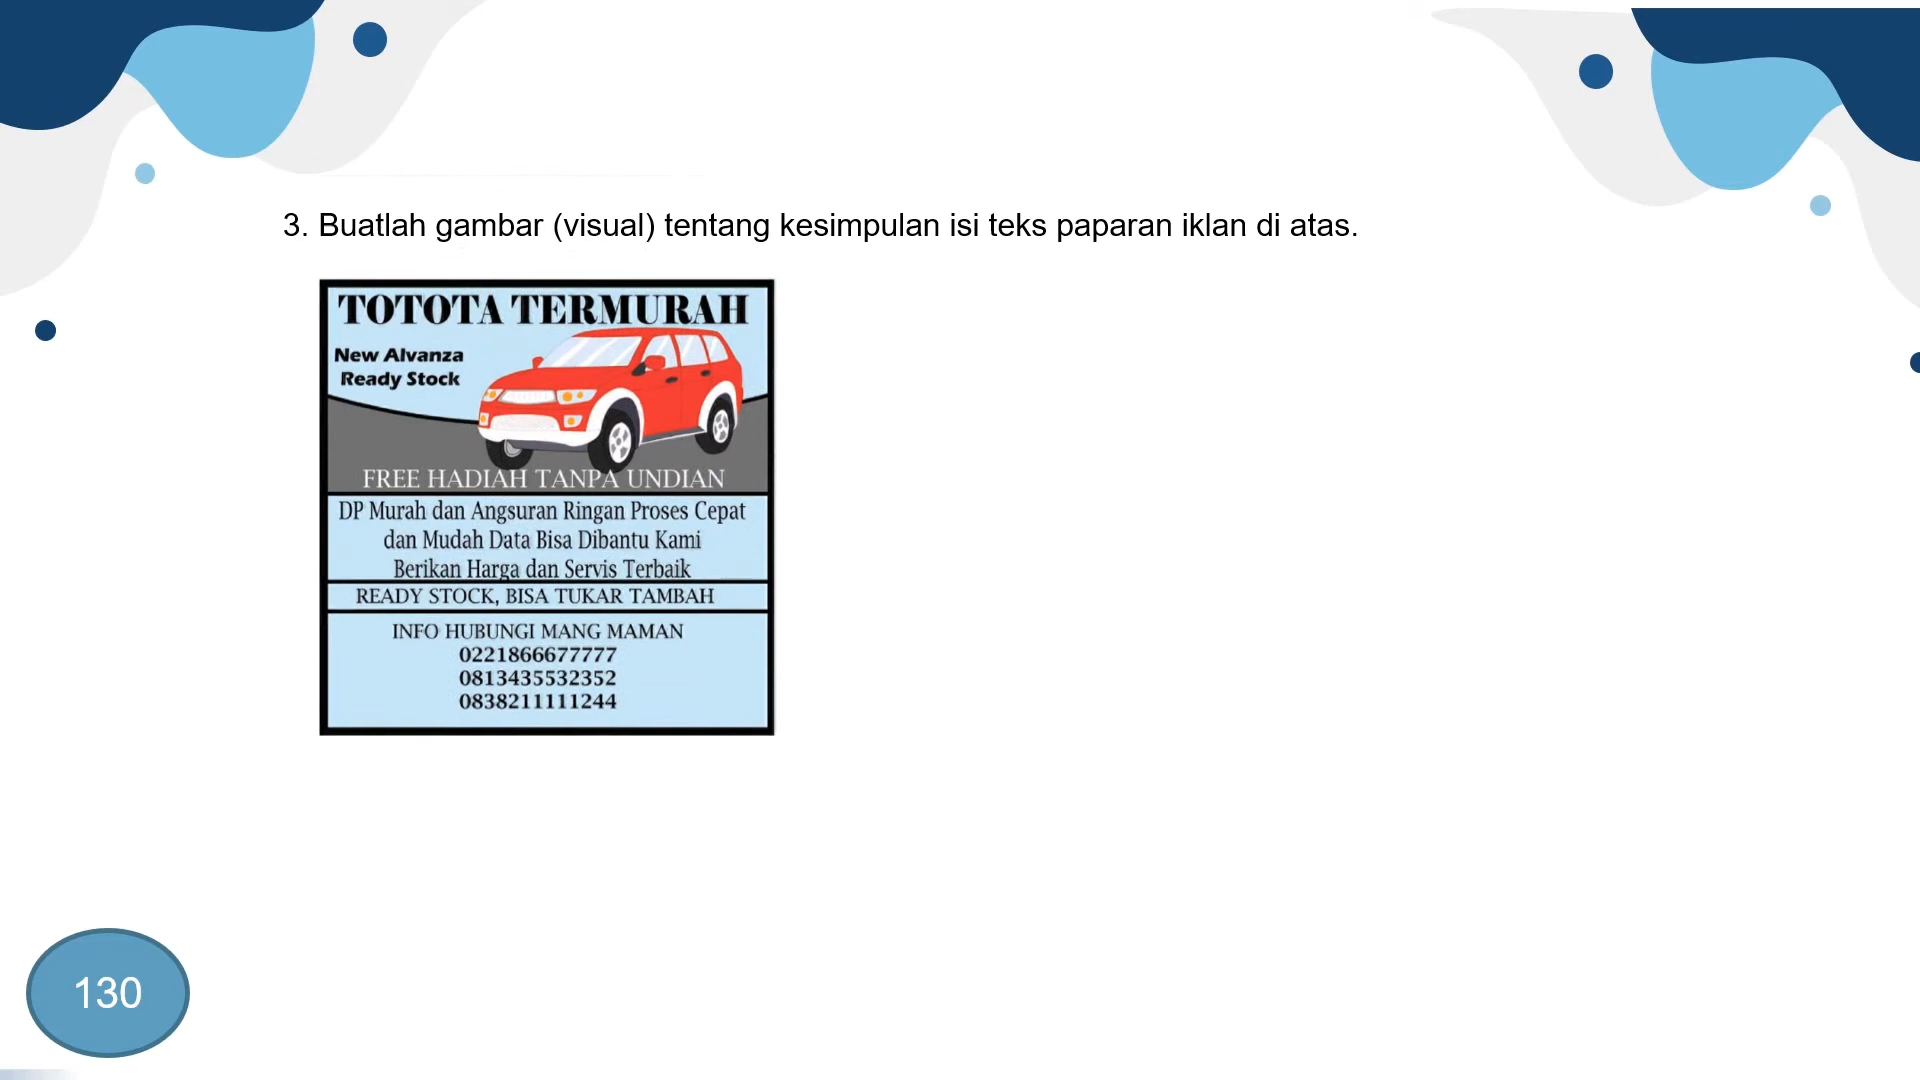 3. Buatlah gambar (visual) tentang kesimpulan isi teks paparan iklan di atas.
TOTOTA TERMURAH
New Alvanza
Ready Stock
FREE HADIAH TANPA UNDIAN
DP Murah dan Angsuran Ringan Proses Cepat
dan Mudah Data Bisa Dibantu Kami
Berikan Harga dan Servis Terbaik
READY STOCK, BISA TUKAR TAMBAH
INFO HUBUNGI MANG MAMAN
0221866677777
0813435532352
0838211111244
130